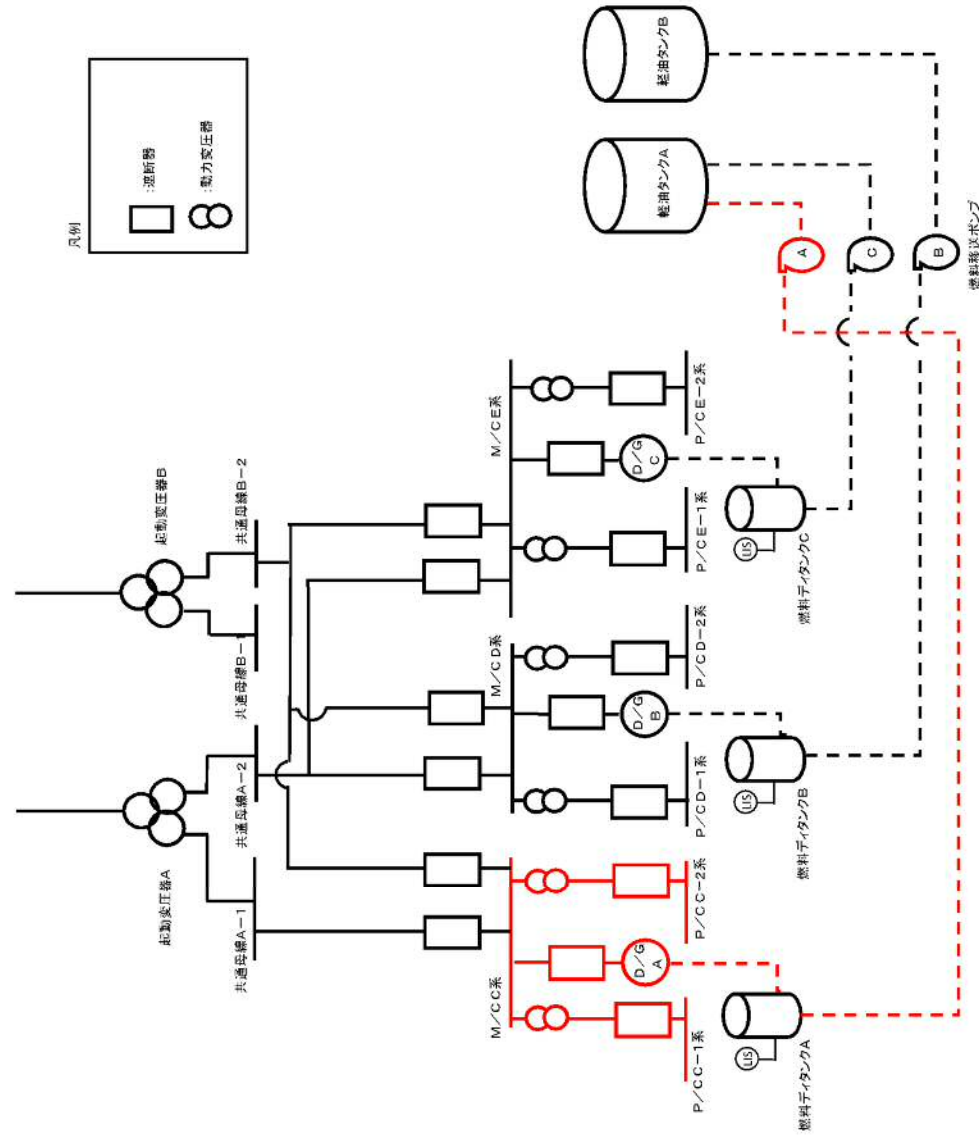 凡例
:遮断器
:動力変圧器
起動変圧器A
起動変圧器B
共通母線A-1
共通母線A-2
共通母線B-1
共通母線B-2
M/CC系
M/CD系
M/CE系
D/G
A
D/G
B
D/G
C
P/CC-1系
P/CC-2系
P/CD-1系
P/CD-2系
P/CE-1系
P/CE-2系
LIS
LIS
LIS
燃料ディタンクA
燃料ディタンクB
燃料ディタンクC
軽油タンクA
軽油タンクB
A
C
B
燃料移送ポンプ